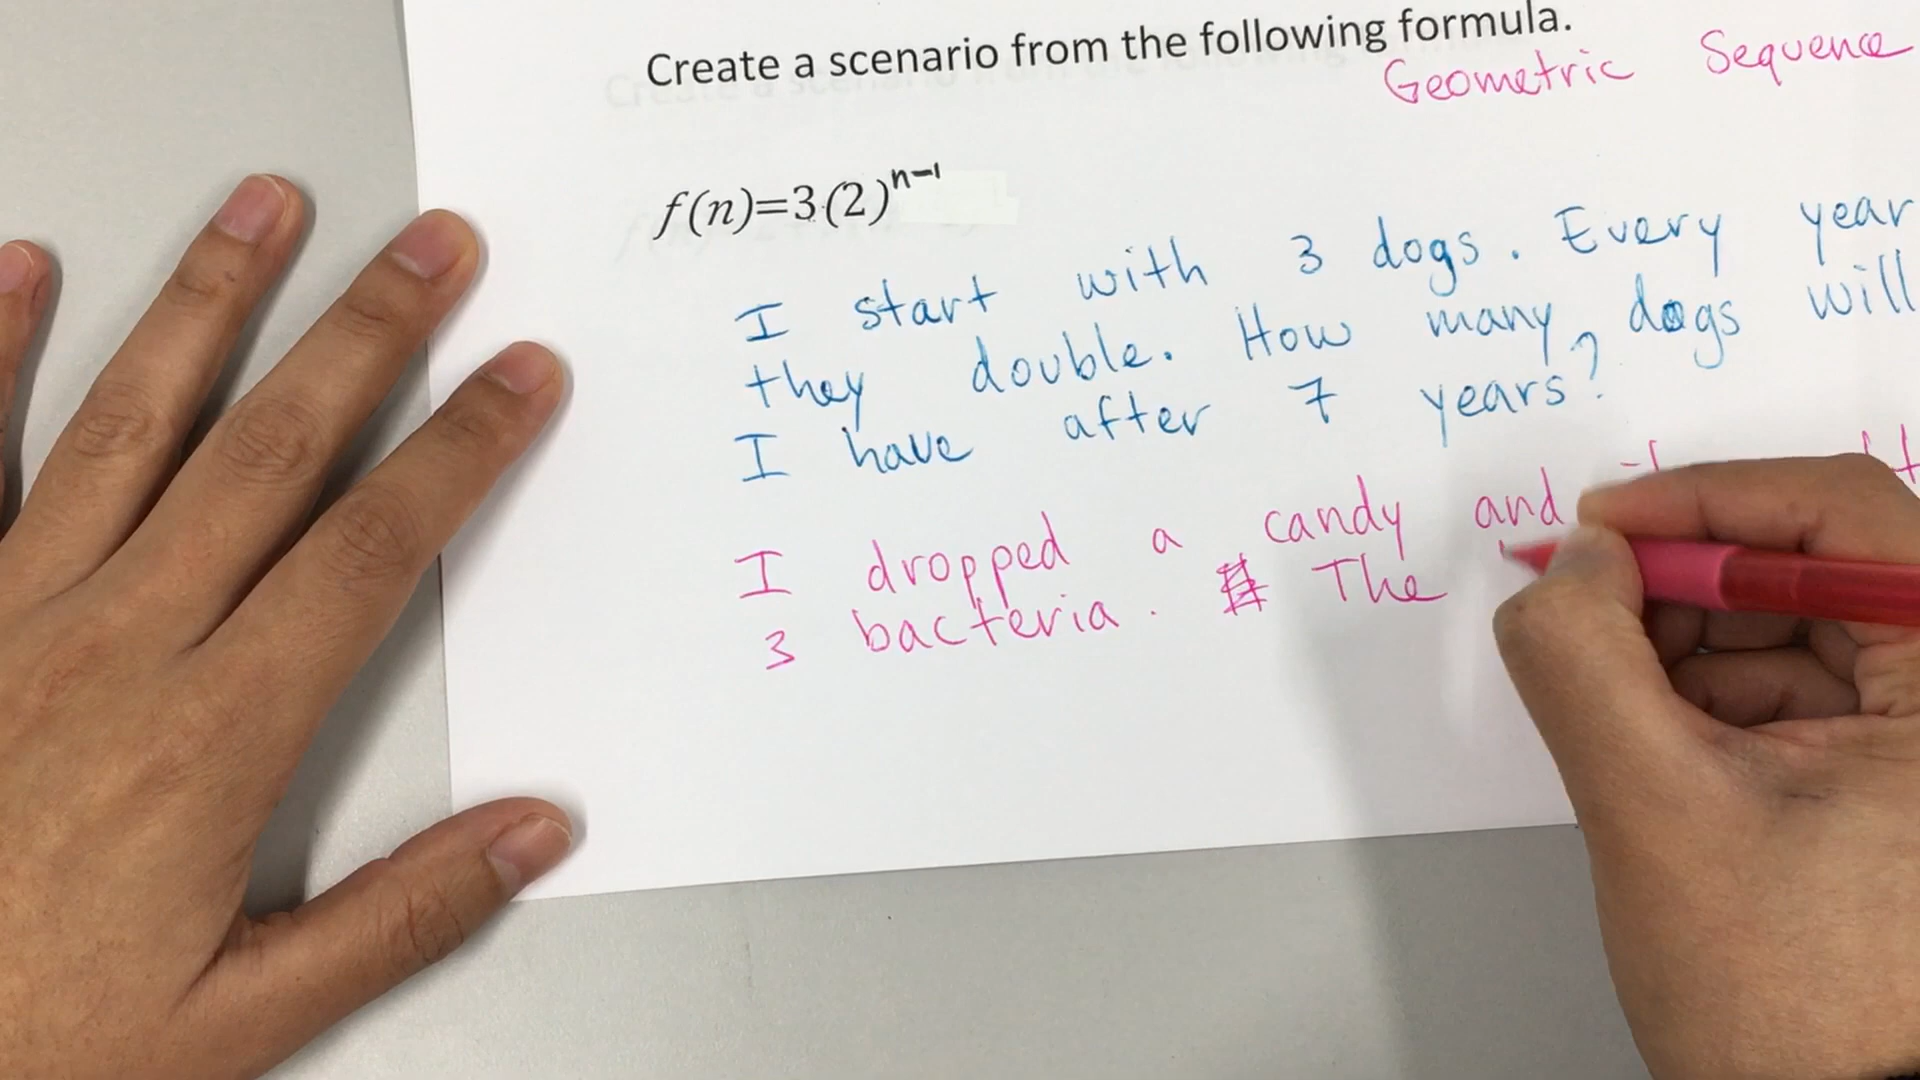 Create a scenario from the following formula.
Geometric Sequence
f(n)=3(2)^{n-1}
I start with 3 dogs. Every year
they double. How many dogs will
I have after 7 years?
I dropped a candy and
3 bacteria. The